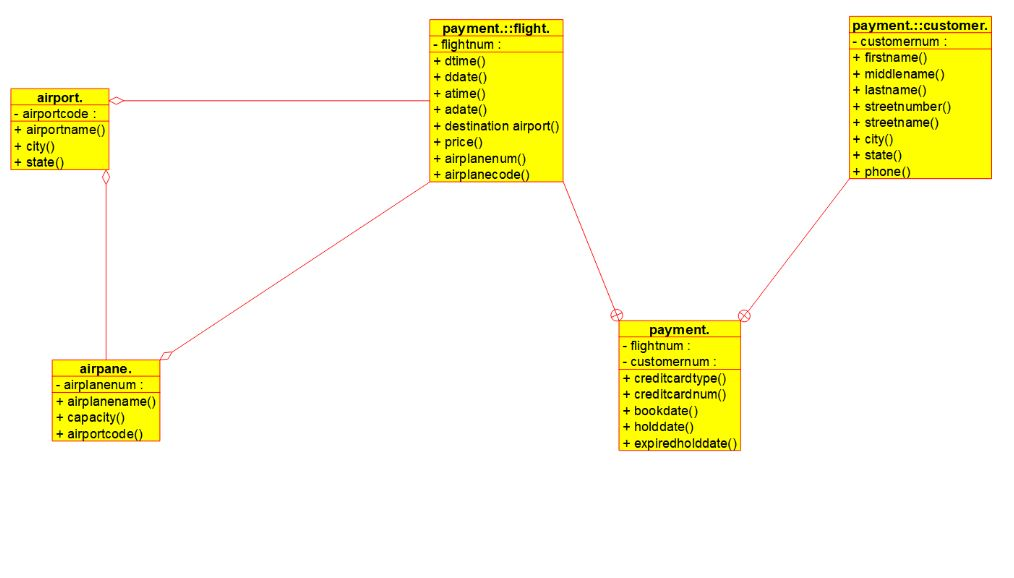 payment.::flight.
- flightnum :
+ dtime()
+ ddate()
+ atime()
+ adate()
+ destination airport()
+ price()
+ airplanenum()
+ airplanecode()
payment.::customer.
- customernum :
+ firstname()
+ middlename()
+ lastname()
+ streetnumber()
+ streetname()
+ city()
+ state()
+ phone()
airport.
- airportcode :
+ airportname()
+ city()
+ state()
airpane.
- airplanenum :
+ airplanename()
+ capacity()
+ airportcode()
payment.
- flightnum :
- customernum :
+ creditcardtype()
+ creditcardnum()
+ bookdate()
+ holddate()
+ expiredholddate()